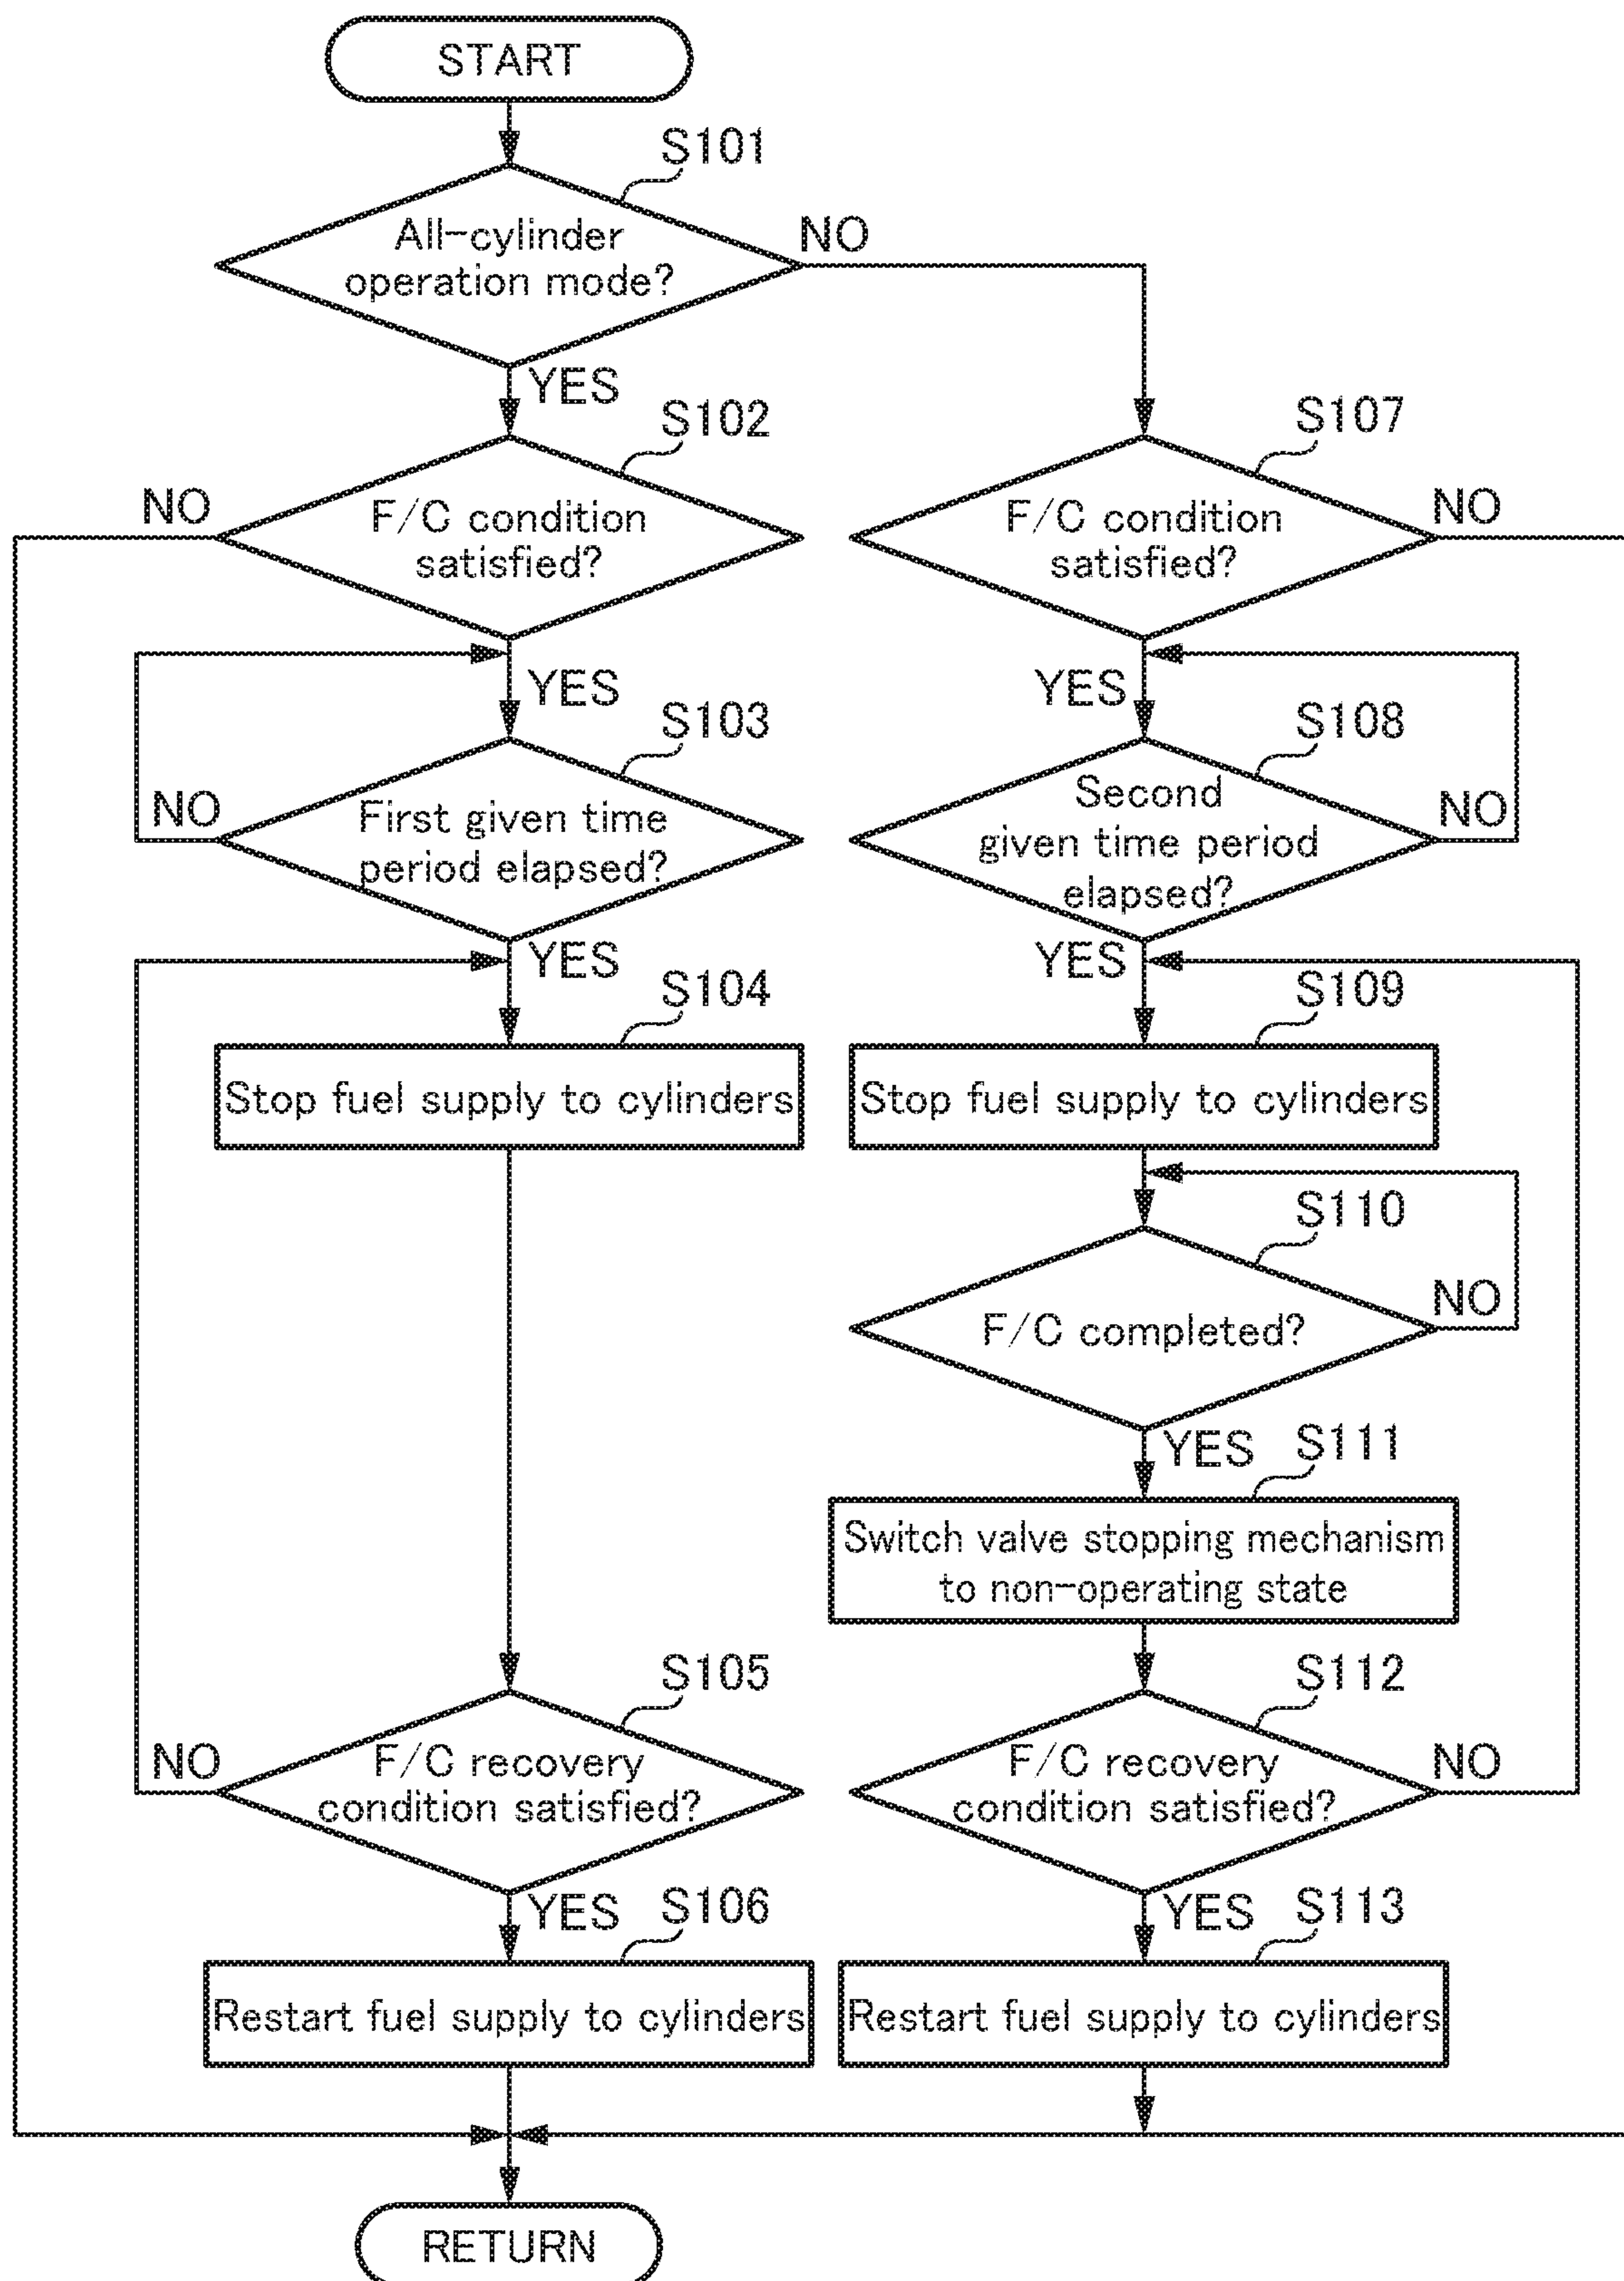 START
S101
All-cylinder
operation mode?
NO
YES
S102
F/C condition
satisfied?
NO
YES
S107
F/C condition
satisfied?
NO
YES
S103
First given time
period elapsed?
NO
YES
S108
Second
given time period
elapsed?
NO
YES
S104
Stop fuel supply to cylinders
S109
Stop fuel supply to cylinders
S110
F/C completed?
NO
YES
S111
Switch valve stopping mechanism
to non-operating state
S105
F/C recovery
condition satisfied?
NO
YES
S112
F/C recovery
condition satisfied?
NO
YES
S106
Restart fuel supply to cylinders
S113
Restart fuel supply to cylinders
RETURN